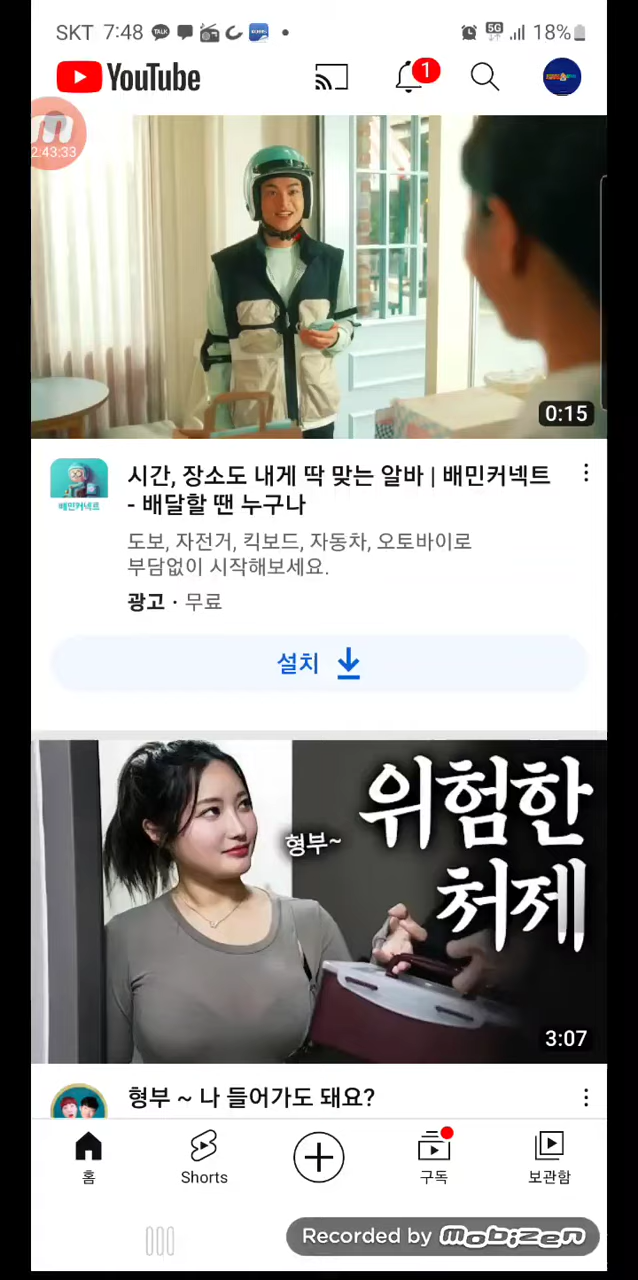 SKT 7:48 TALK 5G 18%
YouTube 1
2:43:33
0:15
시간, 장소도 내게 딱 맞는 알바 | 배민커넥트
- 배달할 땐 누구나
배민커넥트
도보, 자전거, 킥보드, 자동차, 오토바이로
부담없이 시작해보세요.
광고 · 무료
설치
위험한
형부~
처제
3:07
형부 ~ 나 들어가도 돼요?
홈 Shorts 구독 보관함
Recorded by mobizen